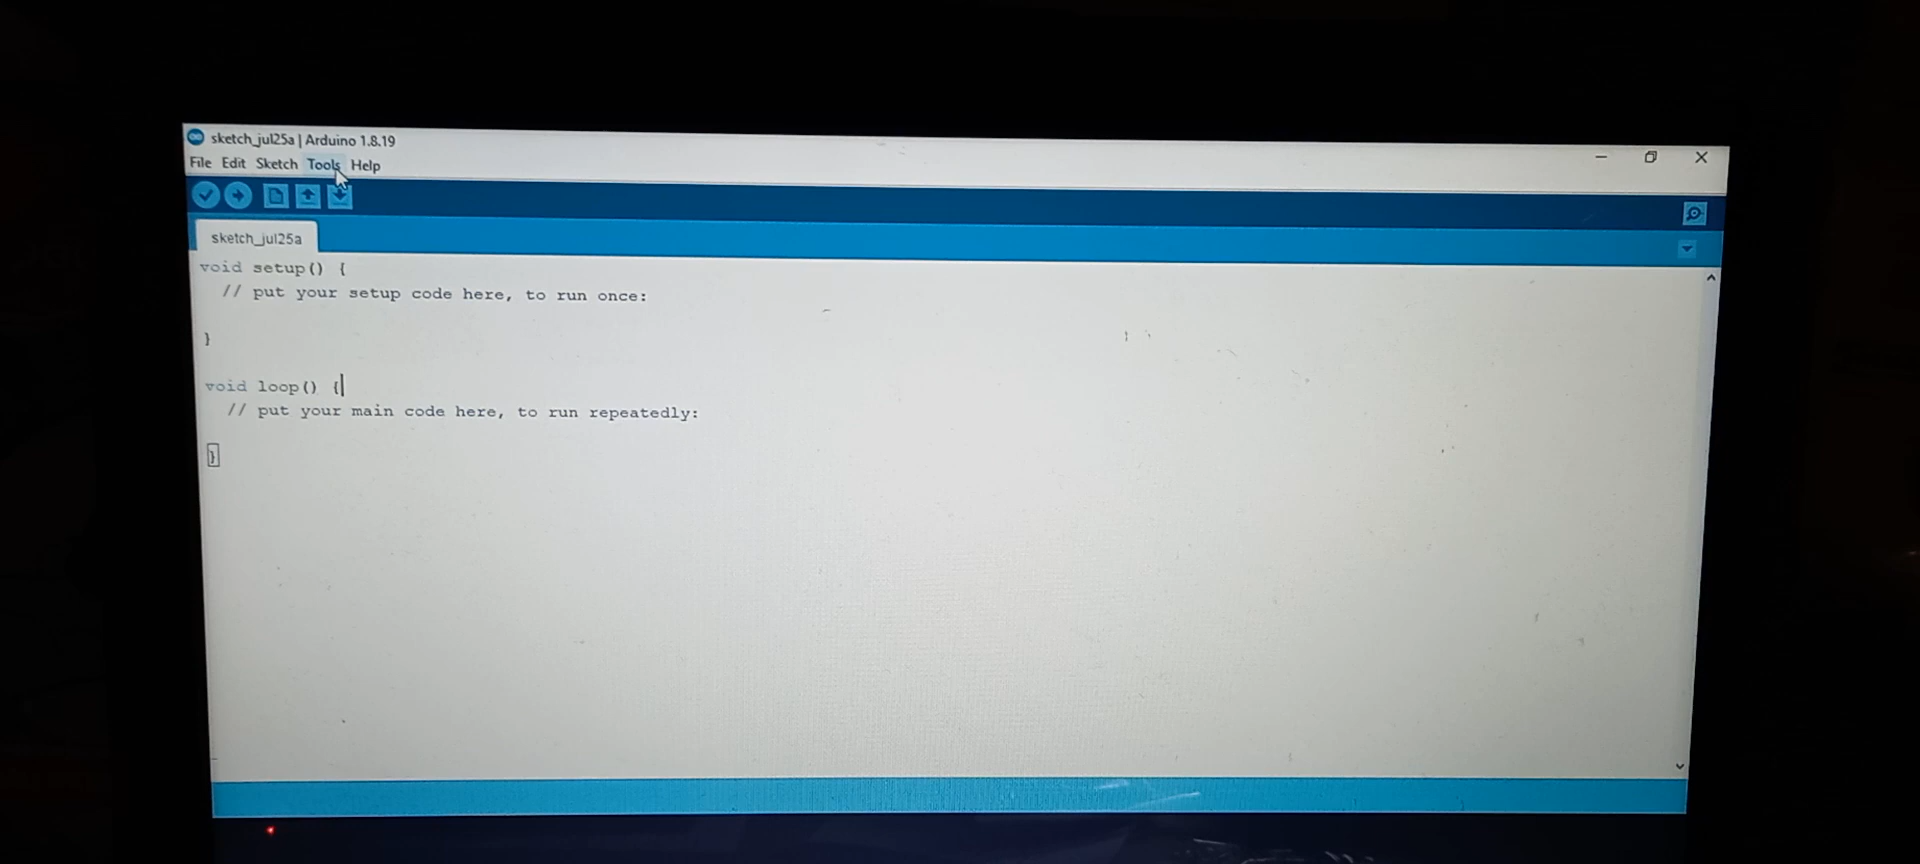 sketch_jul25a | Arduino 1.8.19
File Edit Sketch Tools Help
sketch_jul25a
void setup() {
  // put your setup code here, to run once:
}
void loop() {
  // put your main code here, to run repeatedly:
}